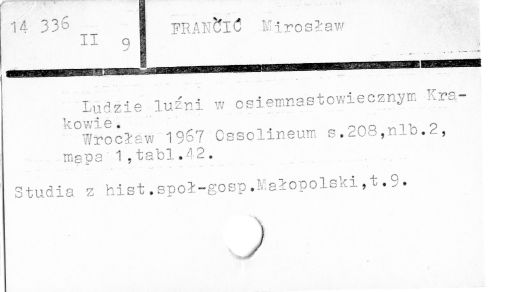 14 336
II 9
FRANČIĆ Mirosław
Ludzie luźni w osiemnastowiecznym Kra-
kowie.
Wrocław 1967 Ossolineum s.208,nlb.2,
mapa 1,tabl.42.
Studia z hist.społ-gosp.Małopolski,t.9.